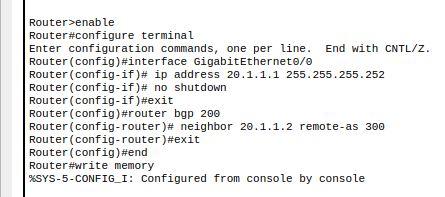 Router>enable
Router#configure terminal
Enter configuration commands, one per line.  End with CNTL/Z.
Router(config)#interface GigabitEthernet0/0
Router(config-if)# ip address 20.1.1.1 255.255.255.252
Router(config-if)# no shutdown
Router(config-if)#exit
Router(config)#router bgp 200
Router(config-router)# neighbor 20.1.1.2 remote-as 300
Router(config-router)#exit
Router(config)#end
Router#write memory
%SYS-5-CONFIG_I: Configured from console by console